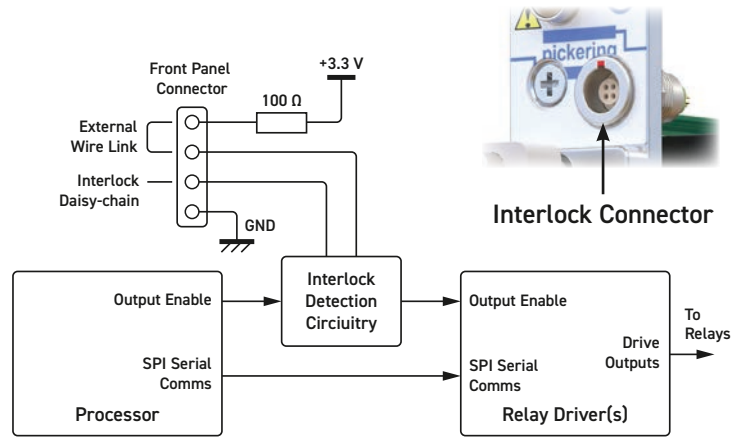 Front Panel
Connector
+3.3 V
100 Ω
External
Wire Link
Interlock
Daisy-chain
GND
pickering
Interlock Connector
Interlock
Detection
Circiuitry
Output Enable
SPI Serial
Comms
Processor
Output Enable
SPI Serial
Comms
Drive
Outputs
Relay Driver(s)
To
Relays